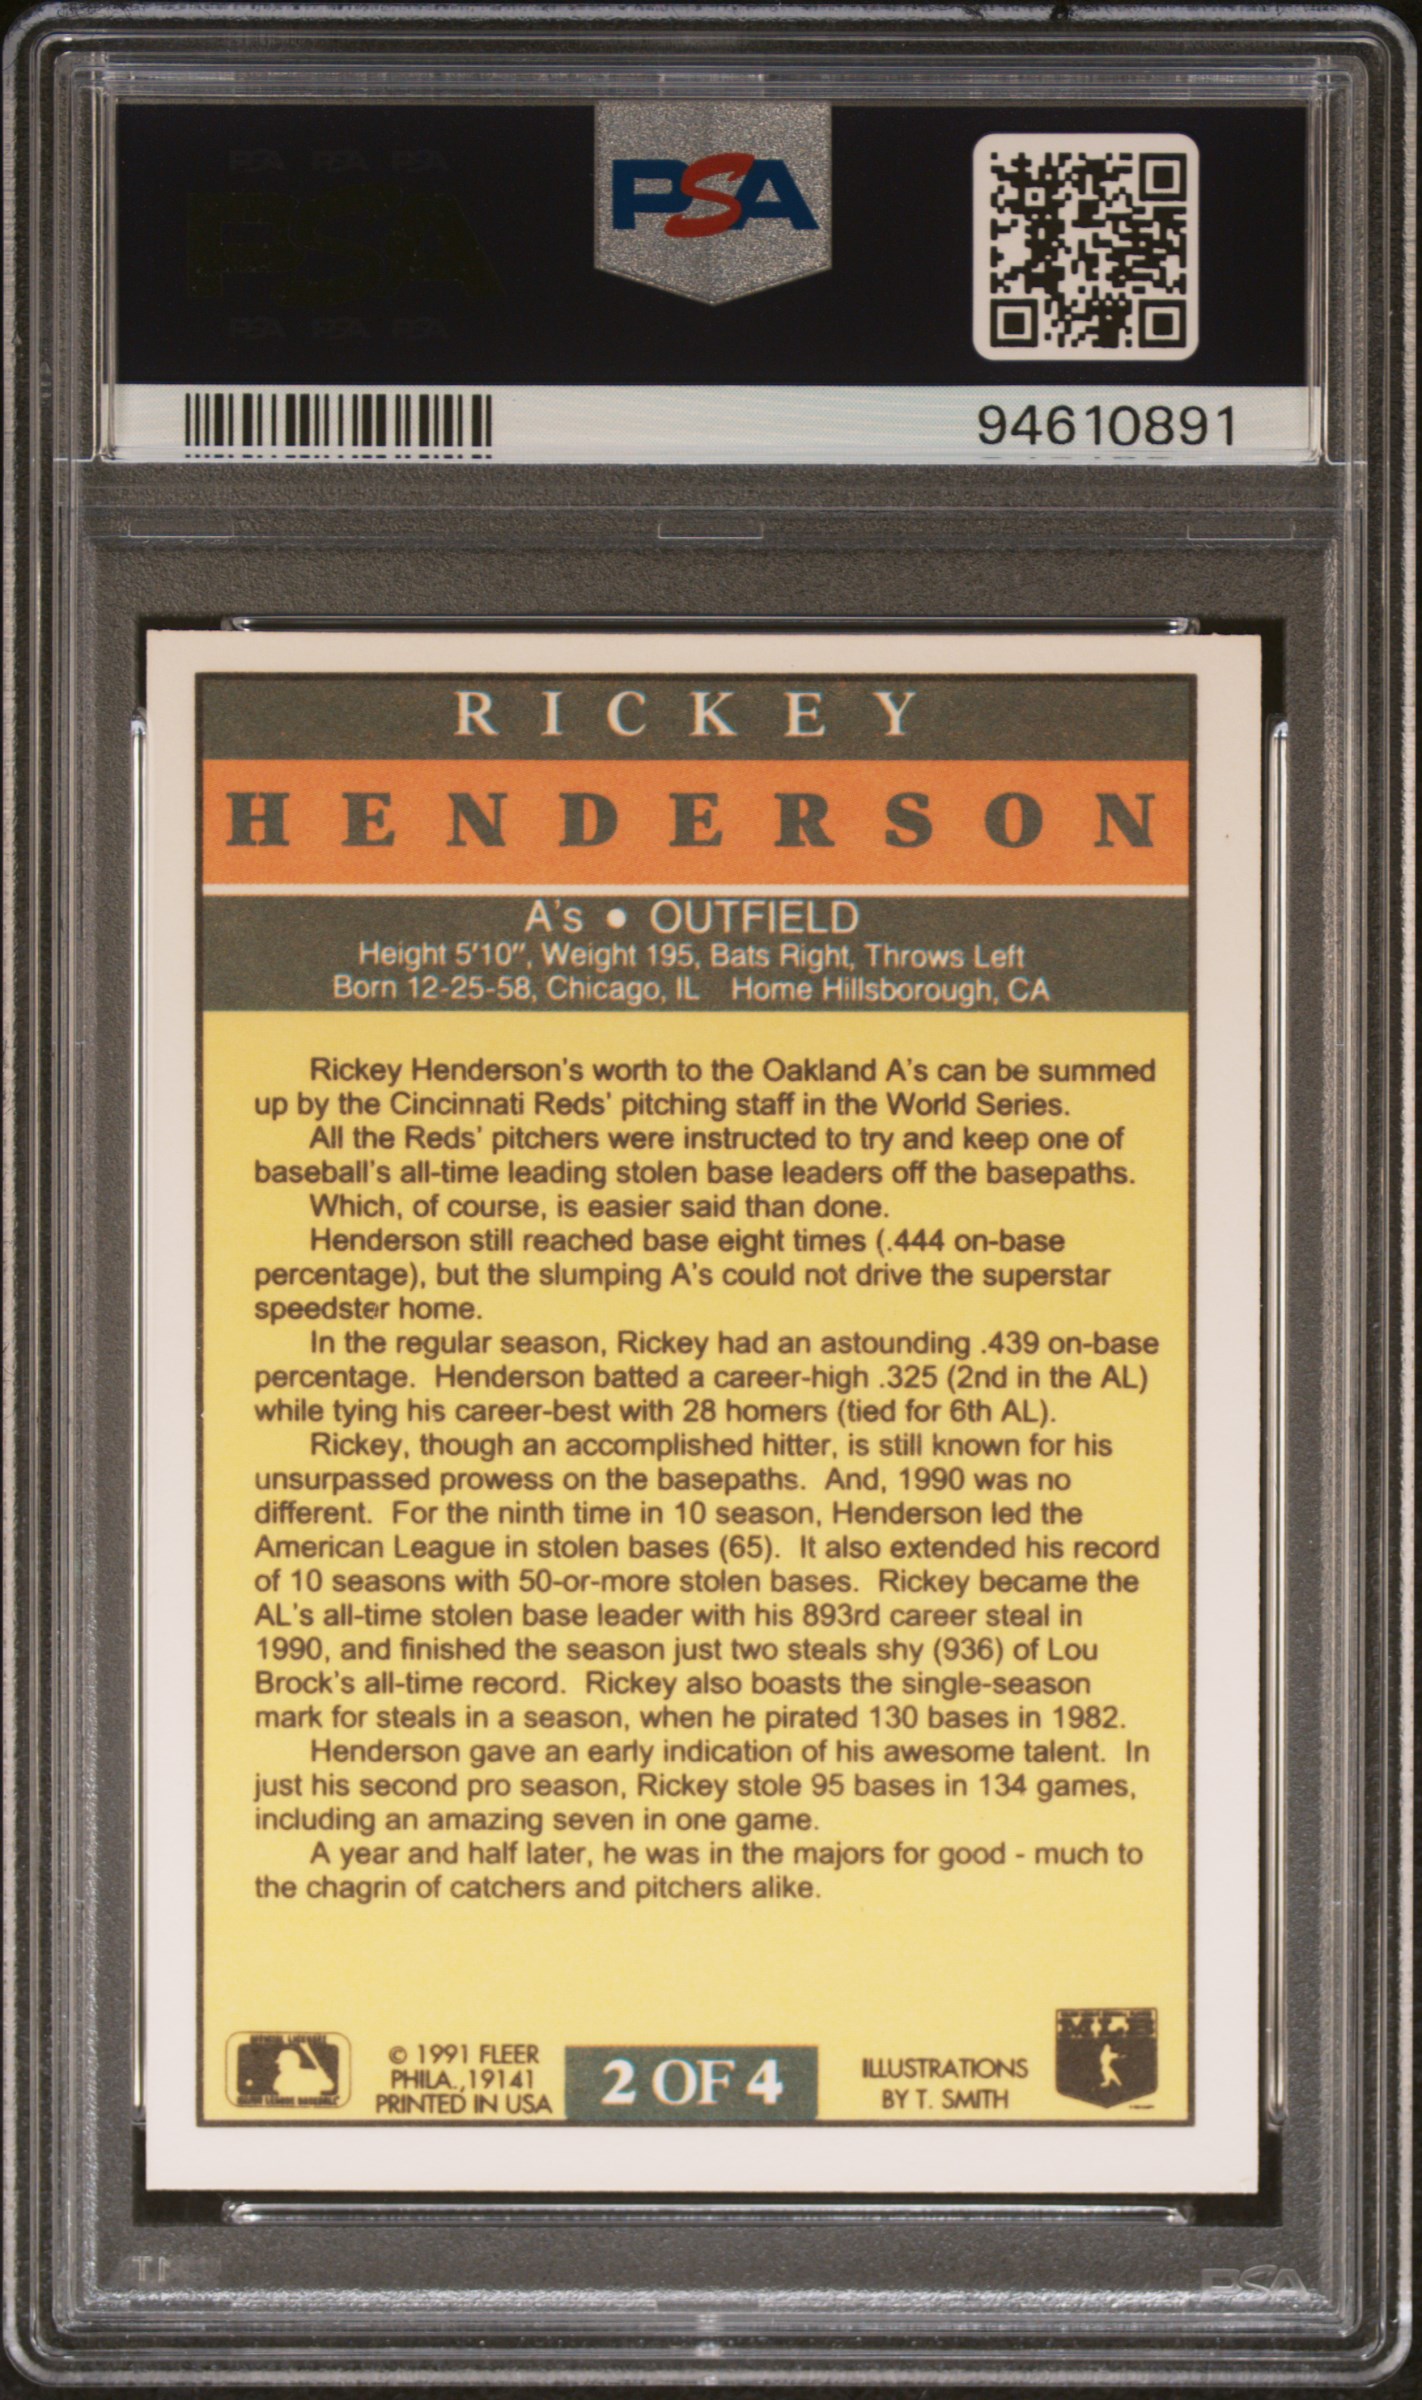 PSA PSA PSA
PSA
PSA
PSA PSA PSA
94610891
RICKEY
HENDERSON
A's • OUTFIELD
Height 5'10", Weight 195, Bats Right, Throws Left
Born 12-25-58, Chicago, IL Home Hillsborough, CA
Rickey Henderson's worth to the Oakland A's can be summed
up by the Cincinnati Reds' pitching staff in the World Series.
All the Reds' pitchers were instructed to try and keep one of
baseball's all-time leading stolen base leaders off the basepaths.
Which, of course, is easier said than done.
Henderson still reached base eight times (.444 on-base
percentage), but the slumping A's could not drive the superstar
speedster home.
In the regular season, Rickey had an astounding .439 on-base
percentage. Henderson batted a career-high .325 (2nd in the AL)
while tying his career-best with 28 homers (tied for 6th AL).
Rickey, though an accomplished hitter, is still known for his
unsurpassed prowess on the basepaths. And, 1990 was no
different. For the ninth time in 10 season, Henderson led the
American League in stolen bases (65). It also extended his record
of 10 seasons with 50-or-more stolen bases. Rickey became the
AL's all-time stolen base leader with his 893rd career steal in
1990, and finished the season just two steals shy (936) of Lou
Brock's all-time record. Rickey also boasts the single-season
mark for steals in a season, when he pirated 130 bases in 1982.
Henderson gave an early indication of his awesome talent. In
just his second pro season, Rickey stole 95 bases in 134 games,
including an amazing seven in one game.
A year and half later, he was in the majors for good - much to
the chagrin of catchers and pitchers alike.
© 1991 FLEER
PHILA., 19141
PRINTED IN USA
2 OF 4
ILLUSTRATIONS
BY T. SMITH
PSA